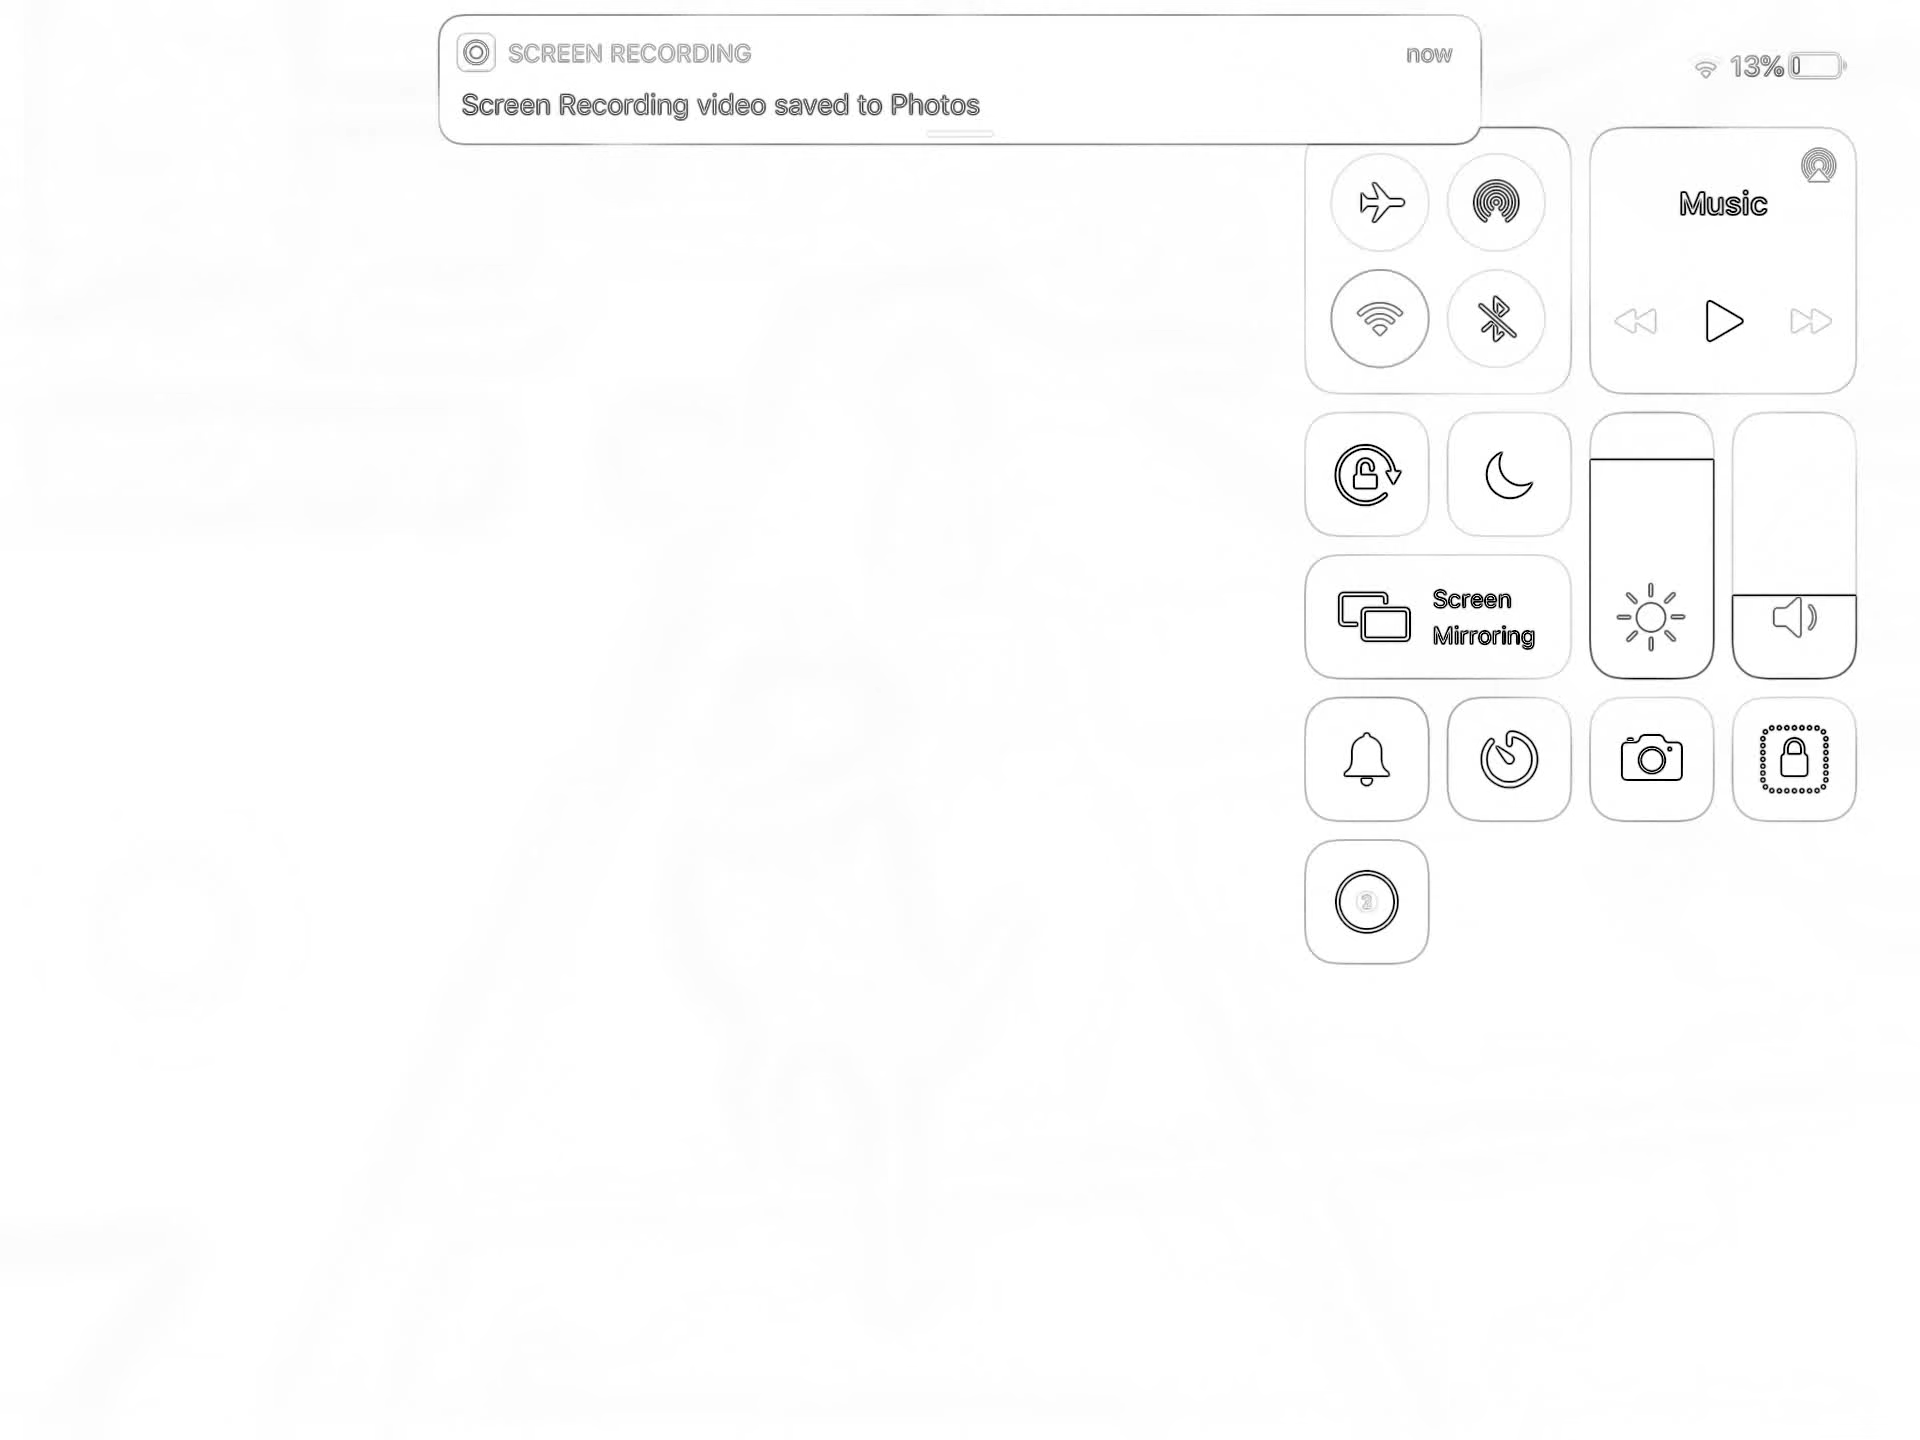 SCREEN RECORDING
now
Screen Recording video saved to Photos
13%
Music
Screen
Mirroring